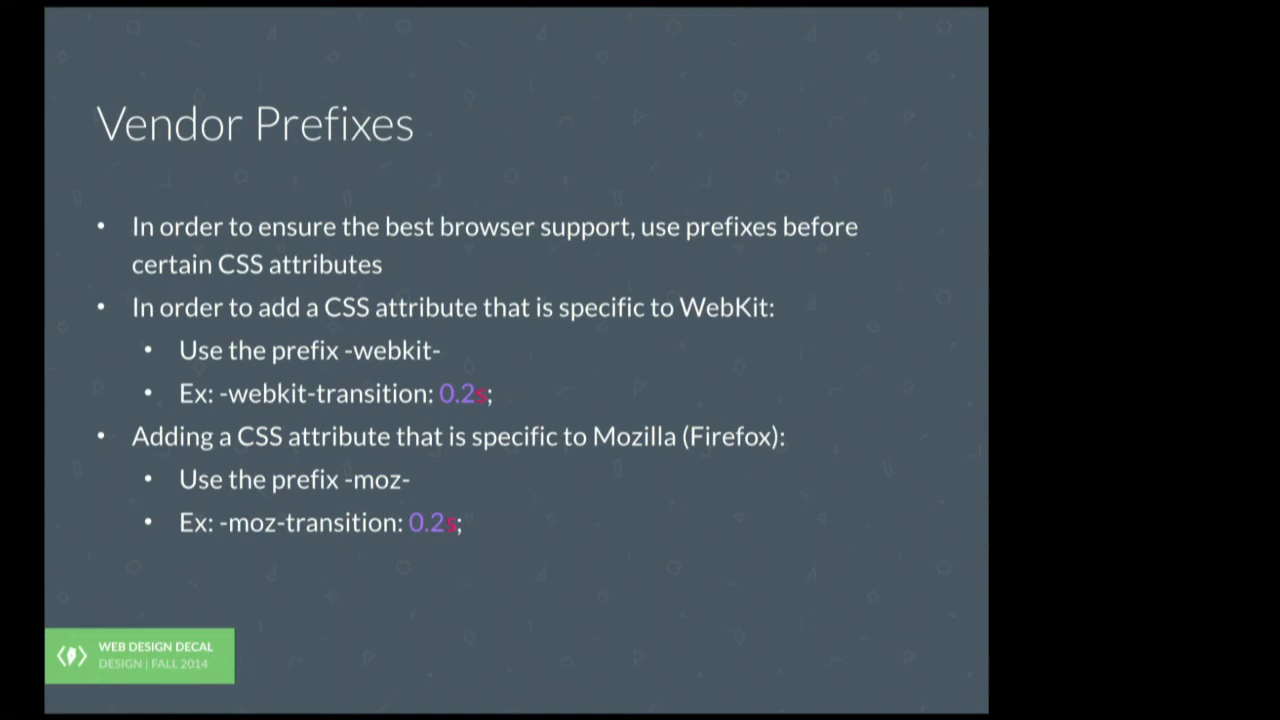 Vendor Prefixes
• In order to ensure the best browser support, use prefixes before
certain CSS attributes
• In order to add a CSS attribute that is specific to WebKit:
• Use the prefix -webkit-
• Ex: -webkit-transition: 0.2s;
• Adding a CSS attribute that is specific to Mozilla (Firefox):
• Use the prefix -moz-
• Ex: -moz-transition: 0.2s;
WEB DESIGN DECAL
DESIGN | FALL 2014